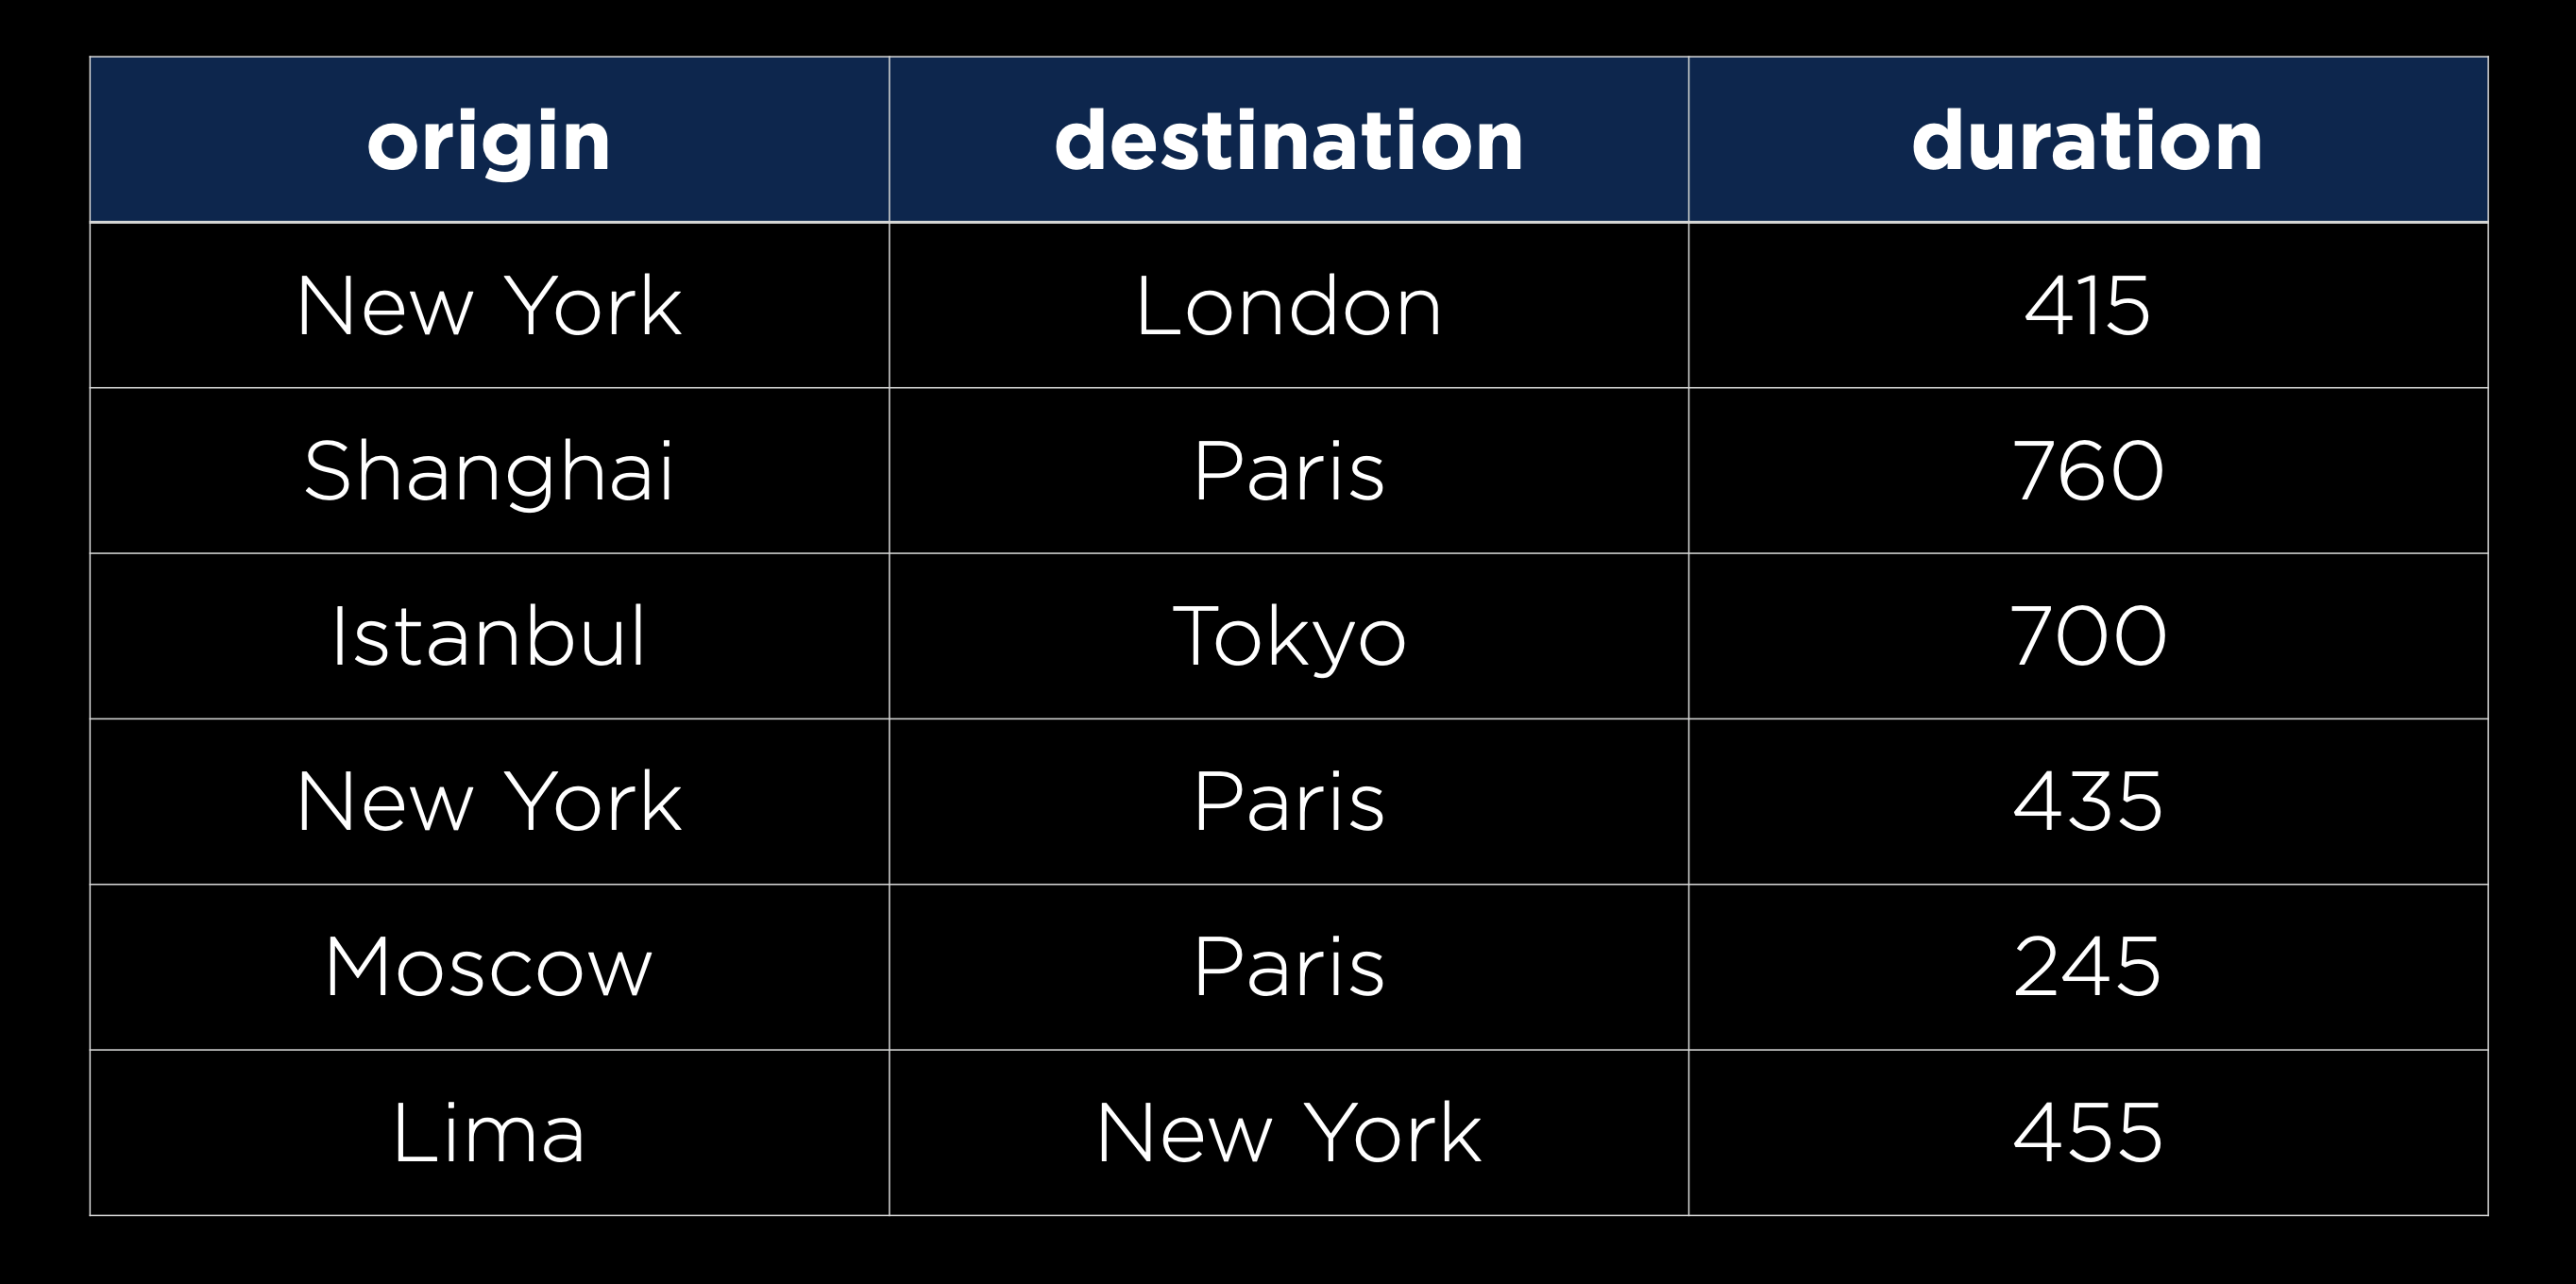 origin destination duration
New York London 415
Shanghai Paris 760
Istanbul Tokyo 700
New York Paris 435
Moscow Paris 245
Lima New York 455